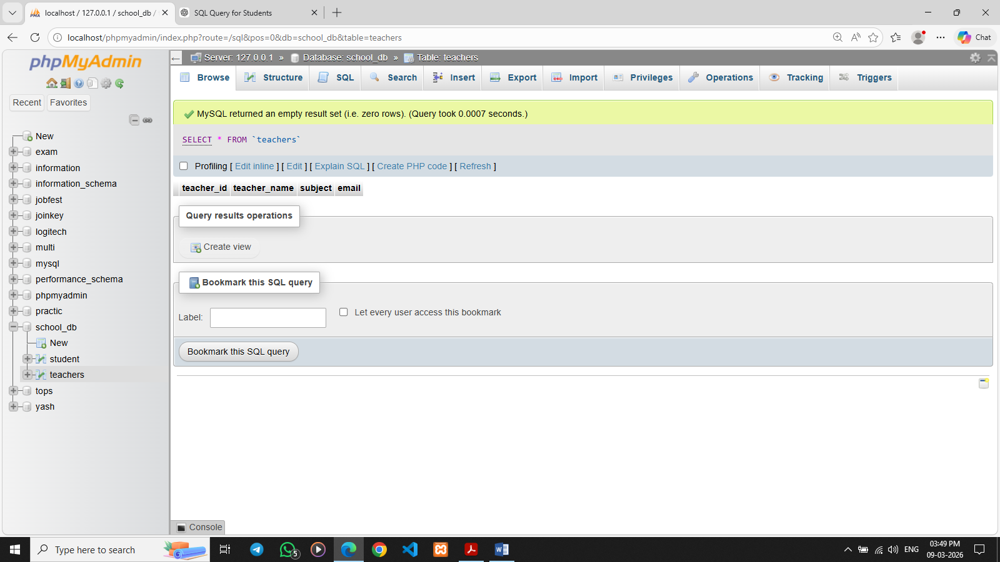 localhost / 127.0.0.1 / school_db /
SQL Query for Students
localhost/phpmyadmin/index.php?route=/sql&pos=0&db=school_db&table=teachers
Chat
phpMyAdmin
Recent
Favorites
New
exam
information
information_schema
jobfest
joinkey
logitech
multi
mysql
performance_schema
phpmyadmin
practic
school_db
New
student
teachers
tops
yash
Server: 127.0.0.1 » Database: school_db » Table: teachers
Browse
Structure
SQL
Search
Insert
Export
Import
Privileges
Operations
Tracking
Triggers
MySQL returned an empty result set (i.e. zero rows). (Query took 0.0007 seconds.)
SELECT * FROM `teachers`
Profiling [ Edit inline ] [ Edit ] [ Explain SQL ] [ Create PHP code ] [ Refresh ]
teacher_id teacher_name subject email
Query results operations
Create view
Bookmark this SQL query
Label:
Let every user access this bookmark
Bookmark this SQL query
Console
Type here to search
5
ENG
03:49 PM
09-03-2026